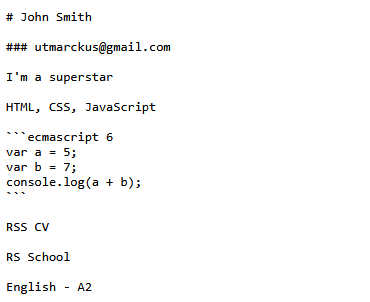 # John Smith
### utmarckus@gmail.com
I'm a superstar
HTML, CSS, JavaScript
```ecmascript 6
var a = 5;
var b = 7;
console.log(a + b);
```
RSS CV
RS School
English - A2